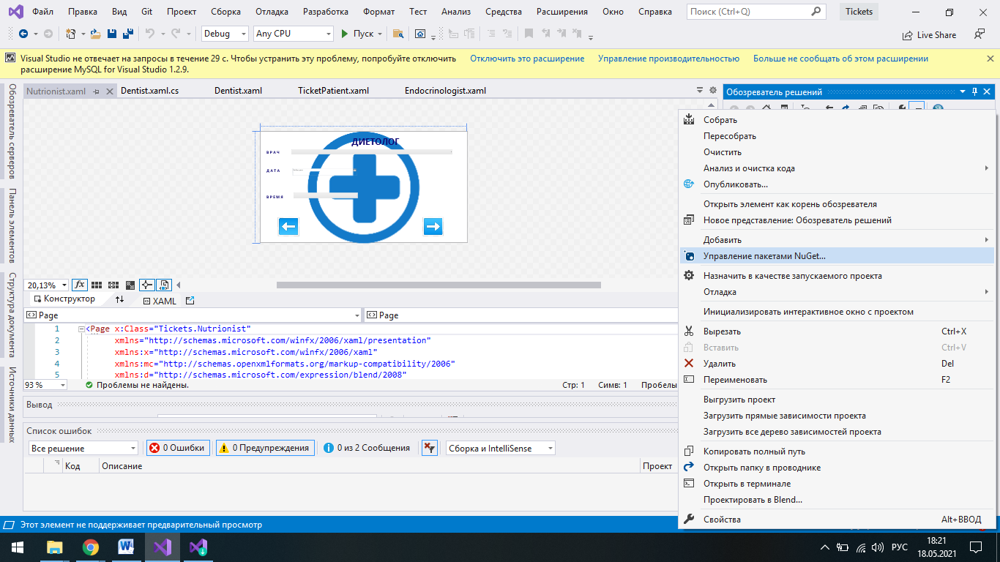 Файл Правка Вид Git Проект Сборка Отладка Разработка Формат Тест Анализ Средства Расширения Окно Справка Поиск (Ctrl+Q) Tickets
Debug Any CPU Пуск Live Share
Visual Studio не отвечает на запросы в течение 29 с. Чтобы устранить эту проблему, попробуйте отключить Отключить это расширение Управление производительностью Больше не сообщать об этом расширении
расширение MySQL for Visual Studio 1.2.9.
Обозреватель серверов
Панель элементов
Структура документа
Источники данных
Nutrionist.xaml Dentist.xaml.cs Dentist.xaml TicketPatient.xaml Endocrinologist.xaml
ДИЕТОЛОГ
ВРАЧ
ДАТА
ВРЕМЯ
20,13%
Конструктор XAML
Page Page
1 <Page x:Class="Tickets.Nutrionist"
2 xmlns="http://schemas.microsoft.com/winfx/2006/xaml/presentation"
3 xmlns:x="http://schemas.microsoft.com/winfx/2006/xaml"
4 xmlns:mc="http://schemas.openxmlformats.org/markup-compatibility/2006"
5 xmlns:d="http://schemas.microsoft.com/expression/blend/2008"
93 % Проблемы не найдены. Стр: 1 Симв: 1 Пробелы
Вывод
Список ошибок
Все решение 0 Ошибки 0 Предупреждения 0 из 2 Сообщения Сборка и IntelliSense
Код Описание Проект
Обозреватель решений
Собрать
Пересобрать
Очистить
Анализ и очистка кода
Опубликовать...
Открыть элемент как корень обозревателя
Новое представление: Обозреватель решений
Добавить
Управление пакетами NuGet...
Назначить в качестве запускаемого проекта
Отладка
Инициализировать интерактивное окно с проектом
Вырезать Ctrl+X
Вставить Ctrl+V
Удалить Del
Переименовать F2
Выгрузить проект
Загрузить прямые зависимости проекта
Загрузить все дерево зависимостей проекта
Копировать полный путь
Открыть папку в проводнике
Открыть в терминале
Проектировать в Blend...
Свойства Alt+ВВОД
Этот элемент не поддерживает предварительный просмотр
РУС 18:21
18.05.2021